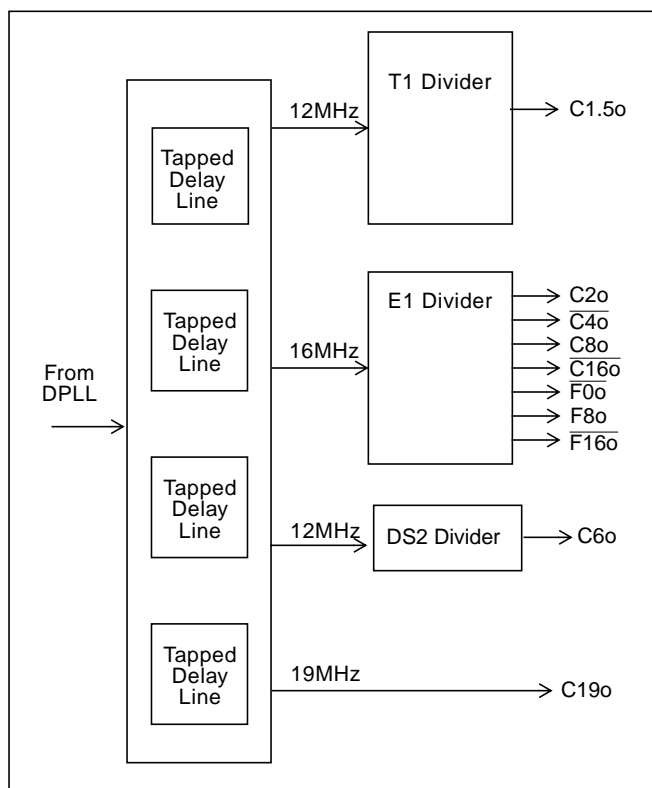 T1 Divider
12MHz
C1.5o
Tapped
Delay
Line
E1 Divider
C2o
C4o
C8o
C16o
F0o
F8o
F16o
Tapped
Delay
Line
16MHz
From
DPLL
Tapped
Delay
Line
12MHz
DS2 Divider
C6o
Tapped
Delay
Line
19MHz
C19o